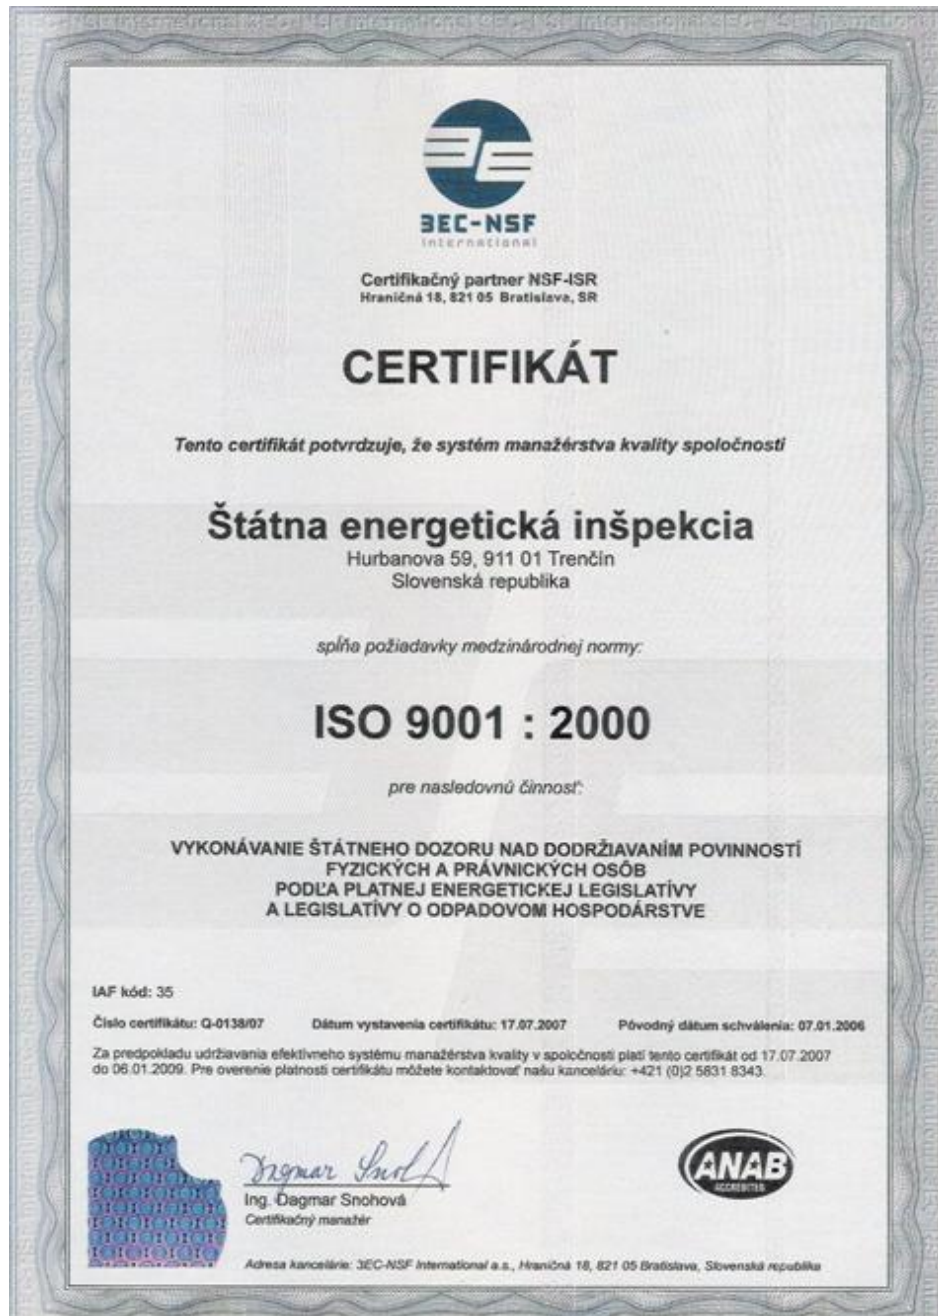 3EC-NSF
International
Certifikačný partner NSF-ISR
Hraničná 18, 821 05 Bratislava, SR
CERTIFIKÁT
Tento certifikát potvrdzuje, že systém manažérstva kvality spoločnosti
Štátna energetická inšpekcia
Hurbanova 59, 911 01 Trenčín
Slovenská republika
spĺňa požiadavky medzinárodnej normy:
ISO 9001 : 2000
pre nasledovnú činnosť:
VYKONÁVANIE ŠTÁTNEHO DOZORU NAD DODRŽIAVANÍM POVINNOSTÍ
FYZICKÝCH A PRÁVNICKÝCH OSÔB
PODĽA PLATNEJ ENERGETICKEJ LEGISLATÍVY
A LEGISLATÍVY O ODPADOVOM HOSPODÁRSTVE
IAF kód: 35
Číslo certifikátu: Q-0138/07 Dátum vystavenia certifikátu: 17.07.2007 Pôvodný dátum schválenia: 07.01.2006
Za predpokladu udržiavania efektívneho systému manažérstva kvality v spoločnosti platí tento certifikát od 17.07.2007
do 06.01.2009. Pre overenie platnosti certifikátu môžete kontaktovať našu kanceláriu: +421 (0)2 5831 8343.
Dagmar Snoh
Ing. Dagmar Snohová
Certifikačný manažér
ANAB
ACCREDITED
Adresa kancelárie: 3EC-NSF International a.s., Hraničná 18, 821 05 Bratislava, Slovenská republika